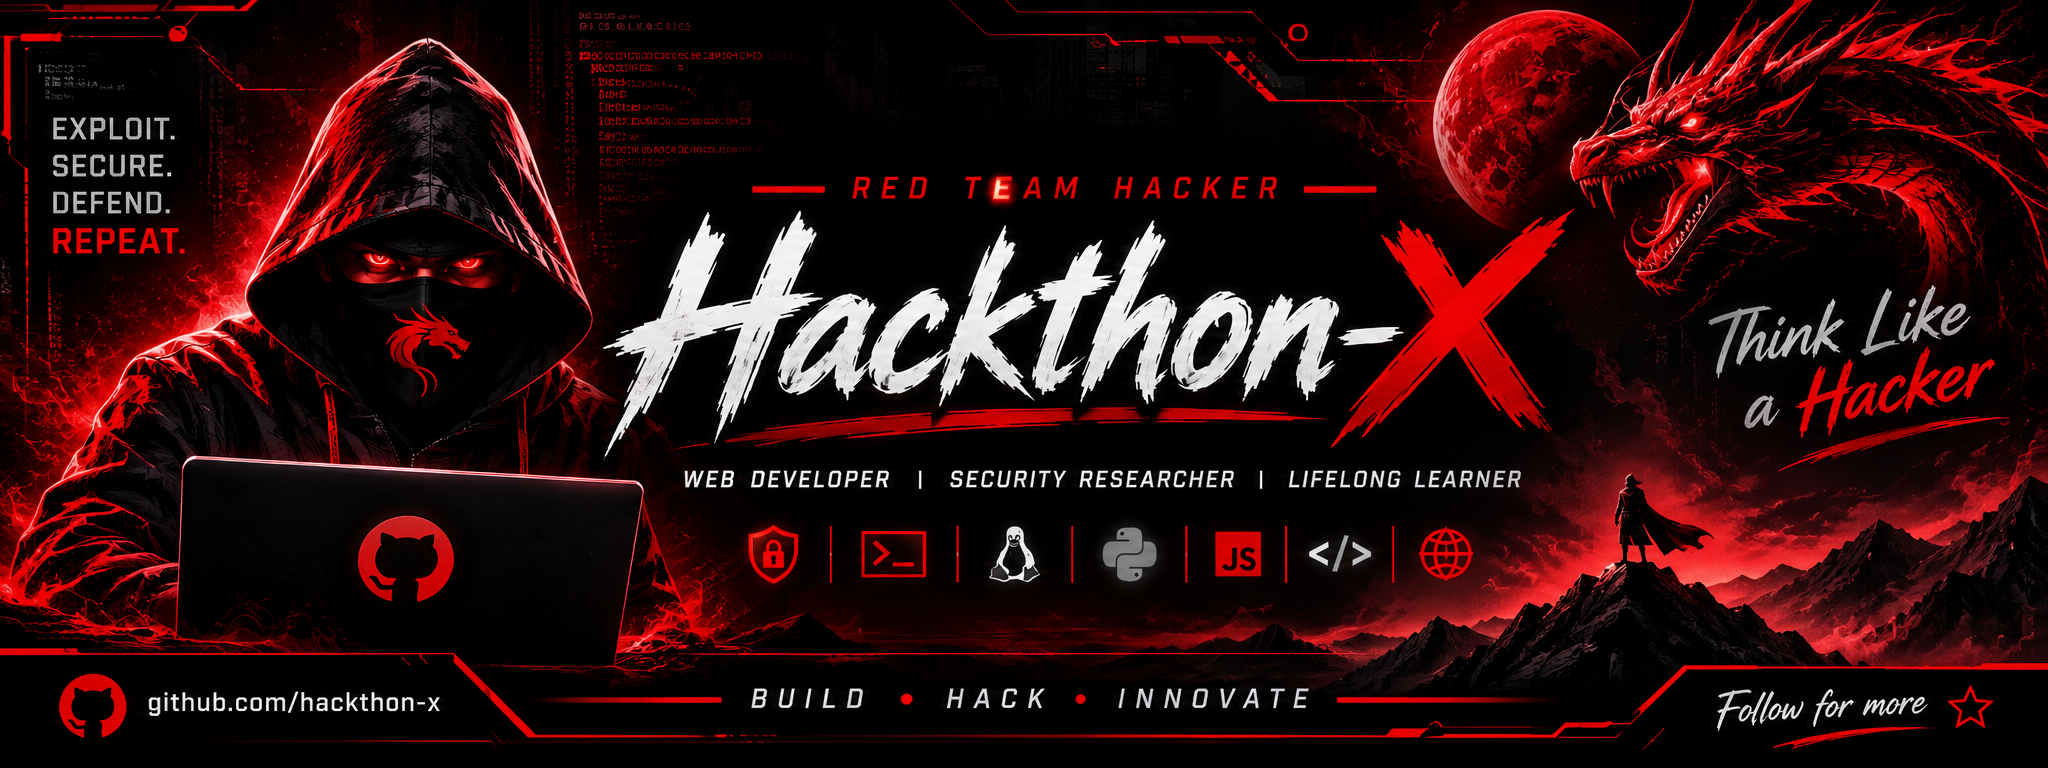 EXPLOIT.
SECURE.
DEFEND.
REPEAT.
RED TEAM HACKER
Hackthon-X
WEB DEVELOPER | SECURITY RESEARCHER | LIFELONG LEARNER
JS
</>
Think Like
a Hacker
github.com/hackthon-x
BUILD • HACK • INNOVATE
Follow for more